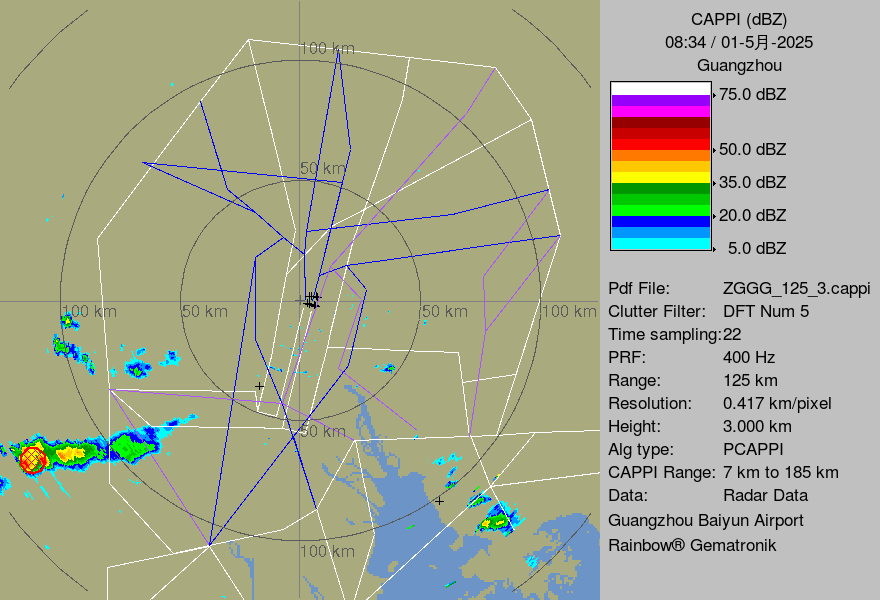 CAPPI (dBZ)
08:34 / 01-5月-2025
Guangzhou
75.0 dBZ
50.0 dBZ
35.0 dBZ
20.0 dBZ
5.0 dBZ
Pdf File: ZGGG_125_3.cappi
Clutter Filter: DFT Num 5
Time sampling:22
PRF: 400 Hz
Range: 125 km
Resolution: 0.417 km/pixel
Height: 3.000 km
Alg type: PCAPPI
CAPPI Range: 7 km to 185 km
Data: Radar Data
Guangzhou Baiyun Airport
Rainbow® Gematronik
100 km
50 km
100 km
50 km
50 km
100 km
50 km
100 km